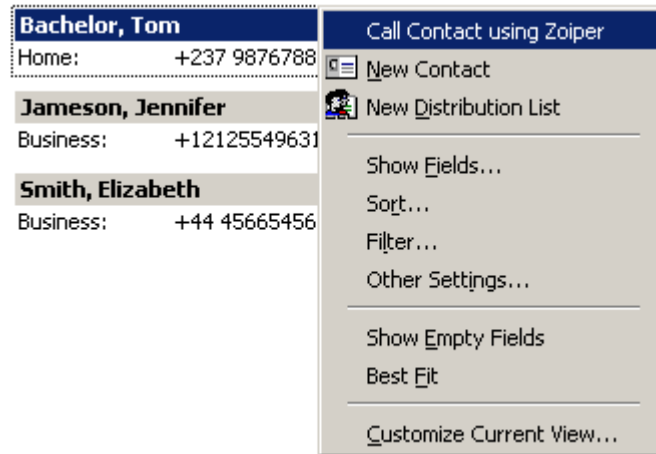 Bachelor, Tom
Home: +237 9876788
Jameson, Jennifer
Business: +12125549631
Smith, Elizabeth
Business: +44 45665456
Call Contact using Zoiper
New Contact
New Distribution List
Show Fields...
Sort...
Filter...
Other Settings...
Show Empty Fields
Best Fit
Customize Current View...